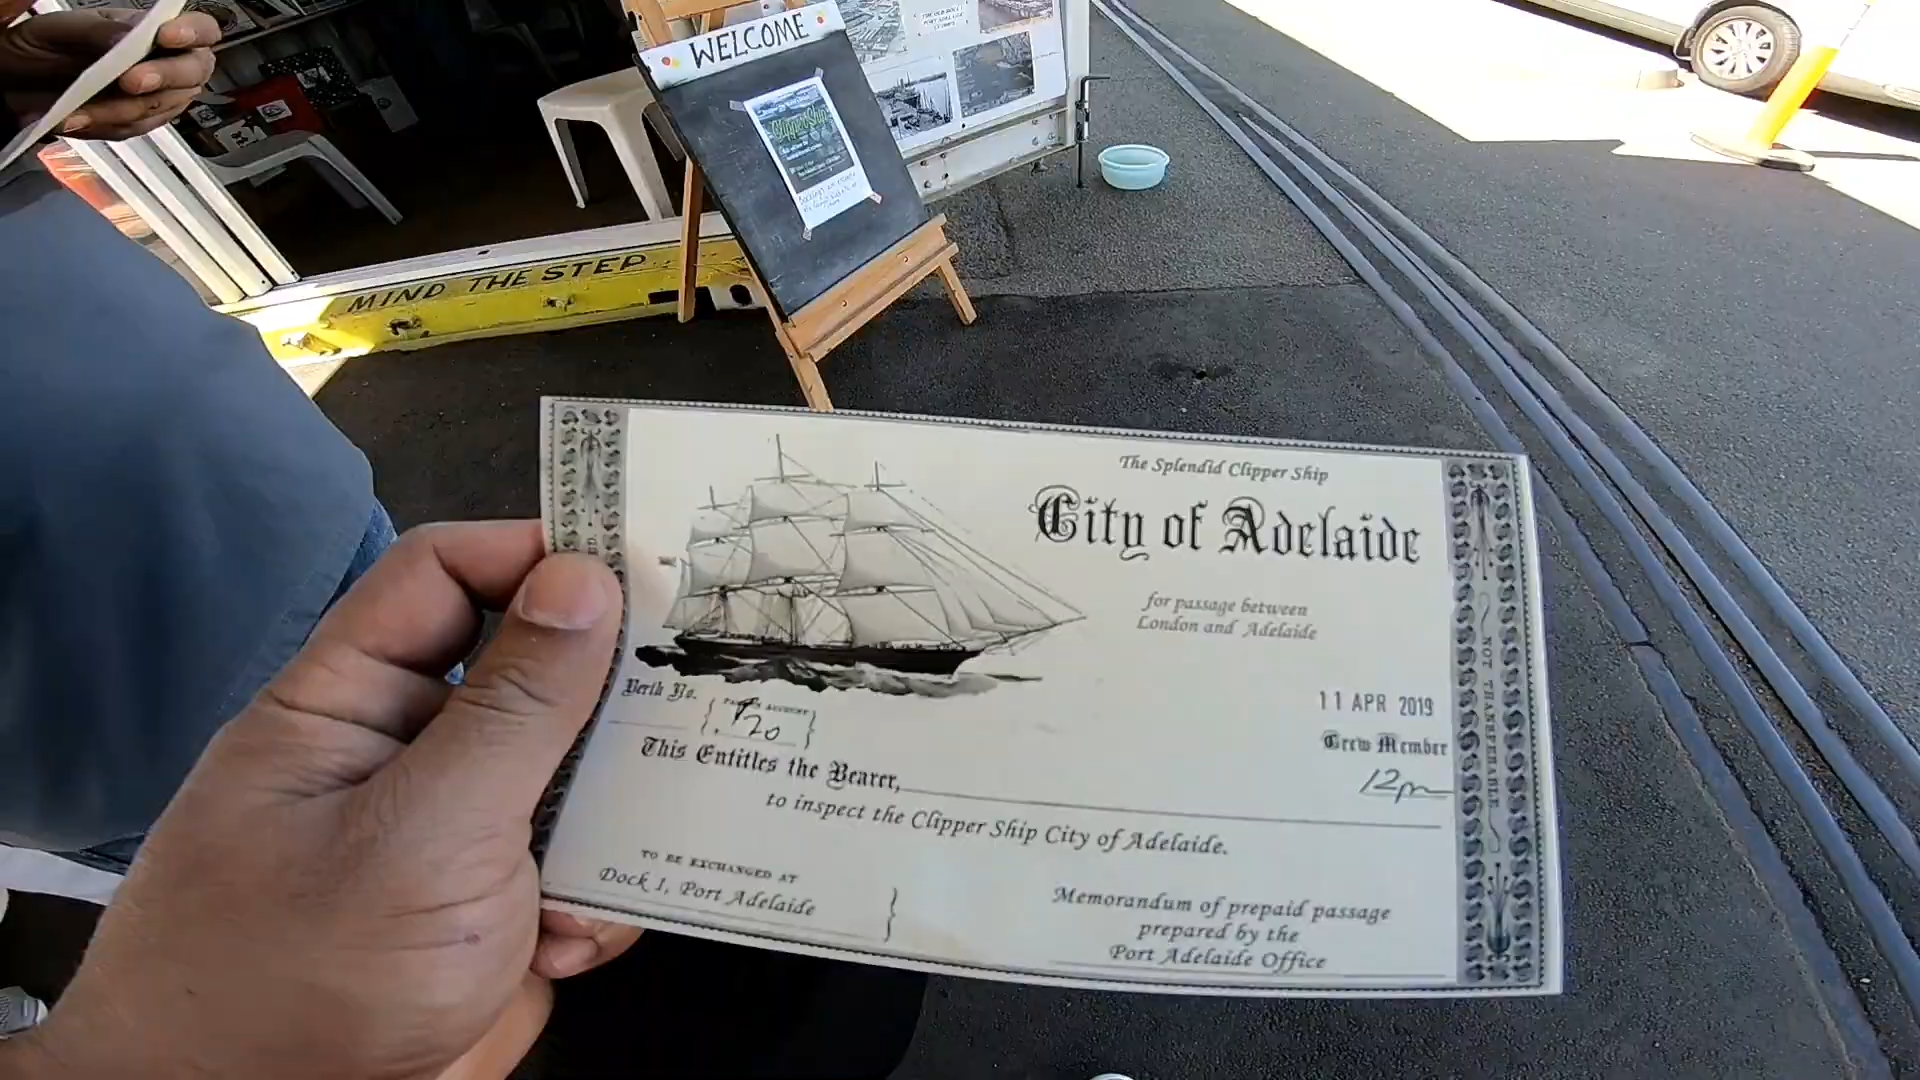 WELCOME
Clipper Ship
MIND THE STEP
The Splendid Clipper Ship
City of Adelaide
for passage between
London and Adelaide
11 APR 2019
Crew Member
12pm
Berth No.
20
This Entitles the Bearer,
to inspect the Clipper Ship City of Adelaide.
TO BE EXCHANGED AT
Dock 1, Port Adelaide
Memorandum of prepaid passage
prepared by the
Port Adelaide Office
NOT TRANSFERABLE